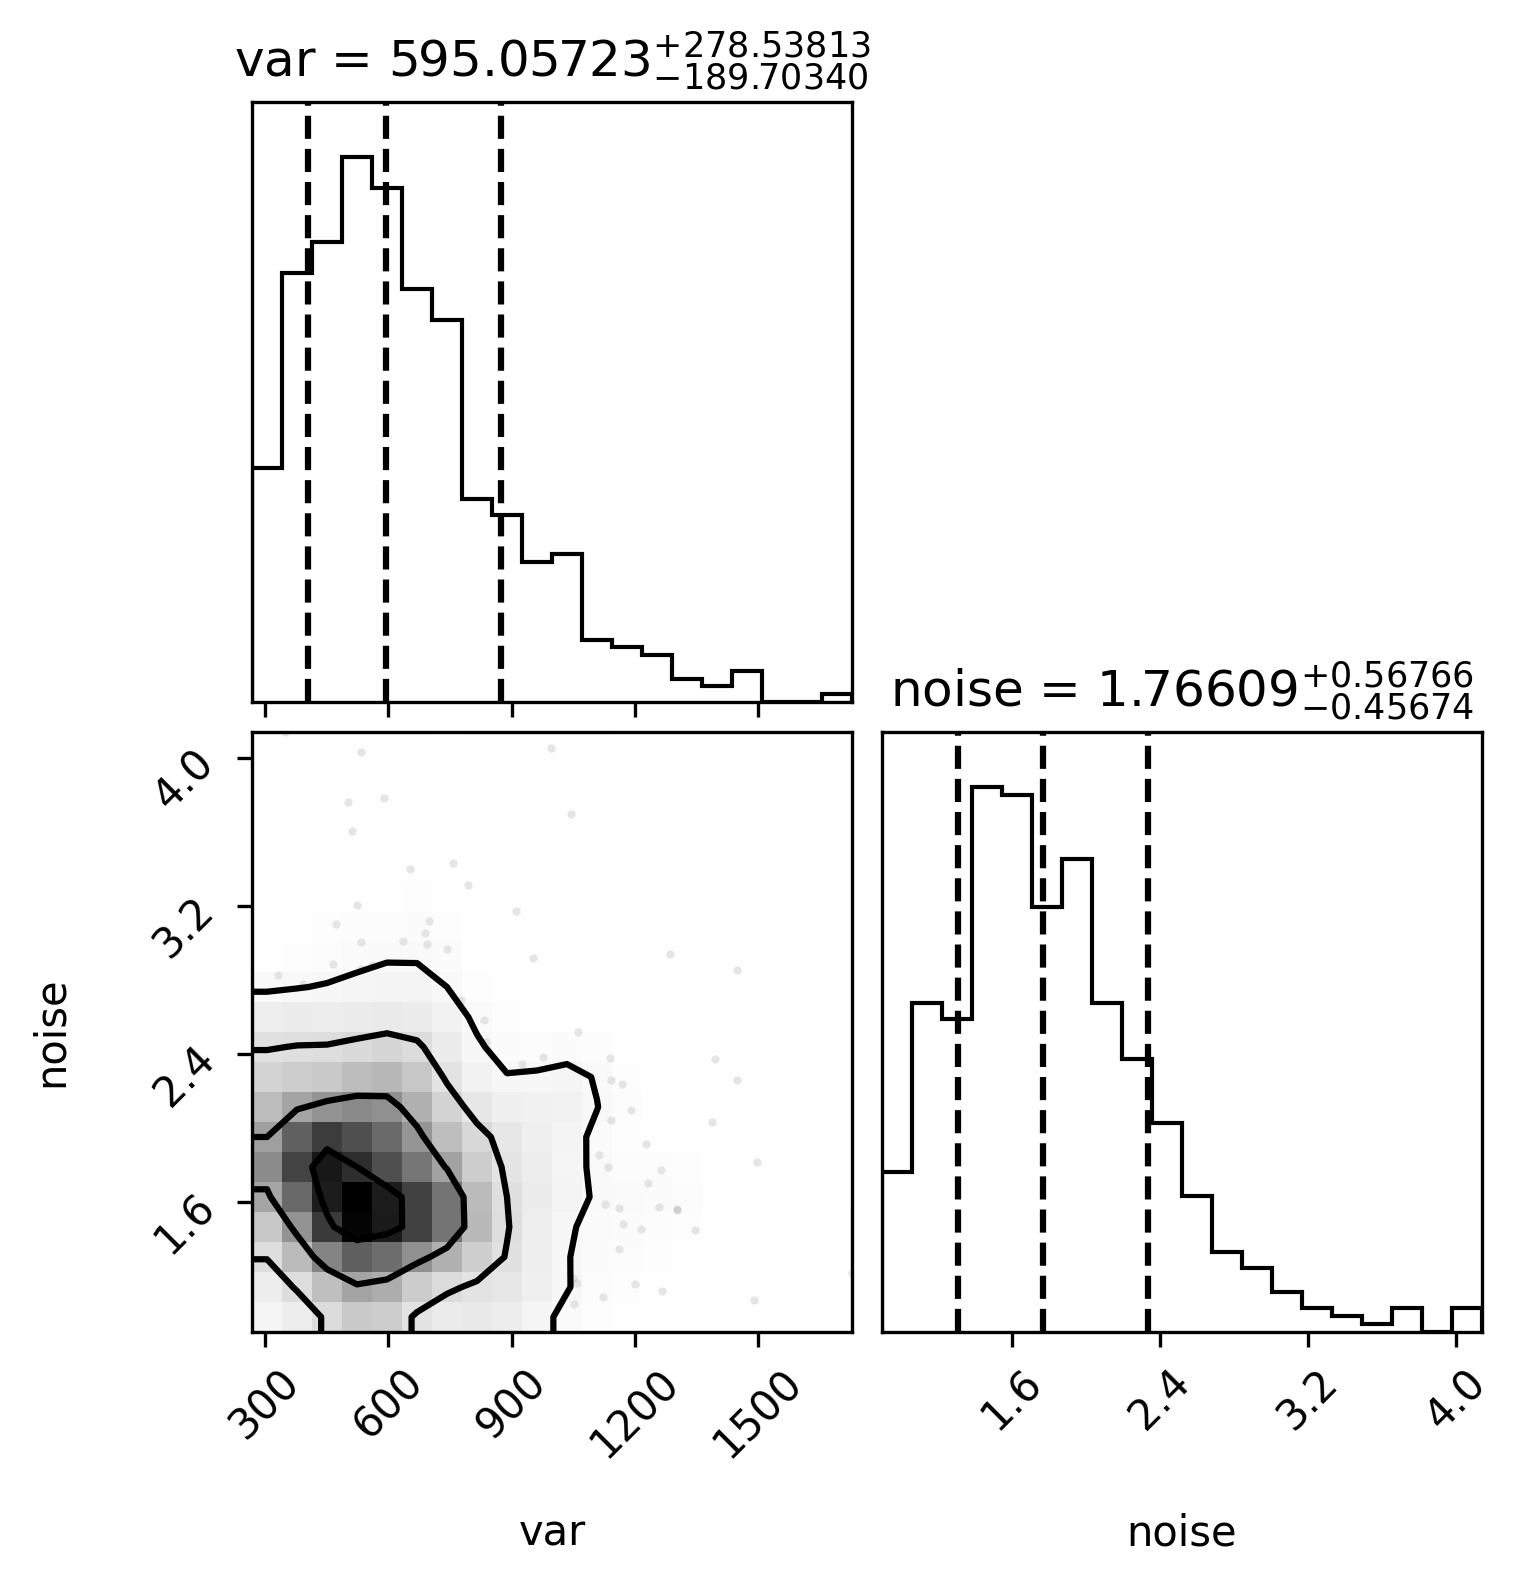 var = 595.05723 +278.53813 −189.70340
noise = 1.76609 +0.56766 −0.45674
4.0
3.2
2.4
1.6
noise
300 600 900 1200 1500
1.6 2.4 3.2 4.0
var
noise